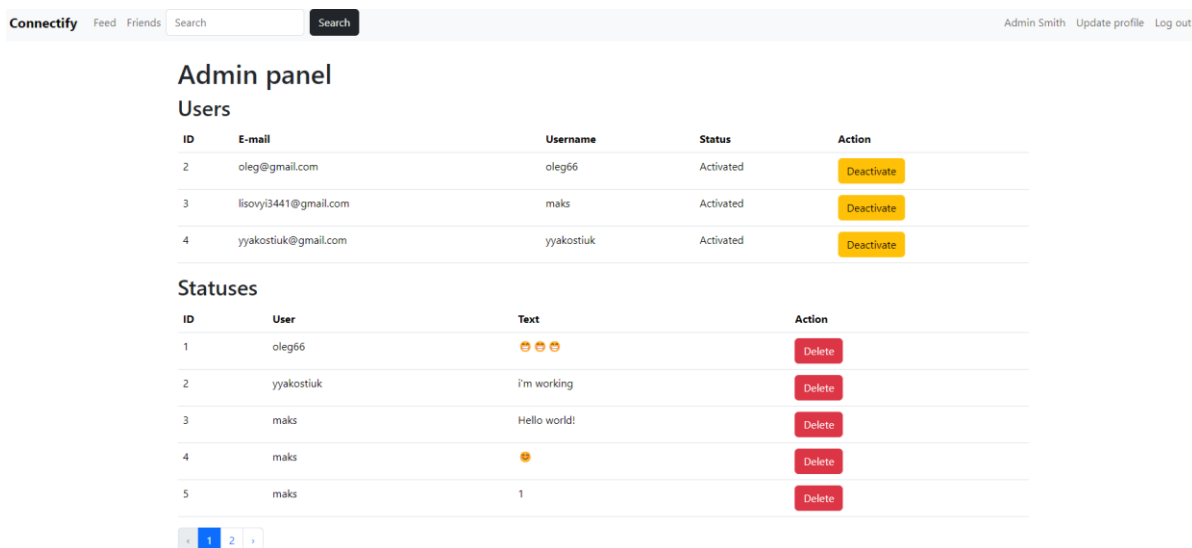 Connectify Feed Friends Search Search Admin Smith Update profile Log out
Admin panel
Users
ID E-mail Username Status Action
2 oleg@gmail.com oleg66 Activated Deactivate
3 lisovyi3441@gmail.com maks Activated Deactivate
4 yyakostiuk@gmail.com yyakostiuk Activated Deactivate
Statuses
ID User Text Action
1 oleg66 😁😁😁 Delete
2 yyakostiuk i'm working Delete
3 maks Hello world! Delete
4 maks 😊 Delete
5 maks 1 Delete
‹ 1 2 ›